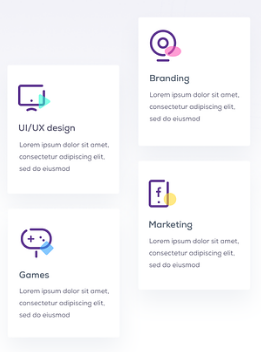 Branding
Lorem ipsum dolor sit amet,
consectetur adipiscing elit,
sed do eiusmod
UI/UX design
Lorem ipsum dolor sit amet,
consectetur adipiscing elit,
sed do eiusmod
Marketing
Lorem ipsum dolor sit amet,
consectetur adipiscing elit,
sed do eiusmod
Games
Lorem ipsum dolor sit amet,
consectetur adipiscing elit,
sed do eiusmod